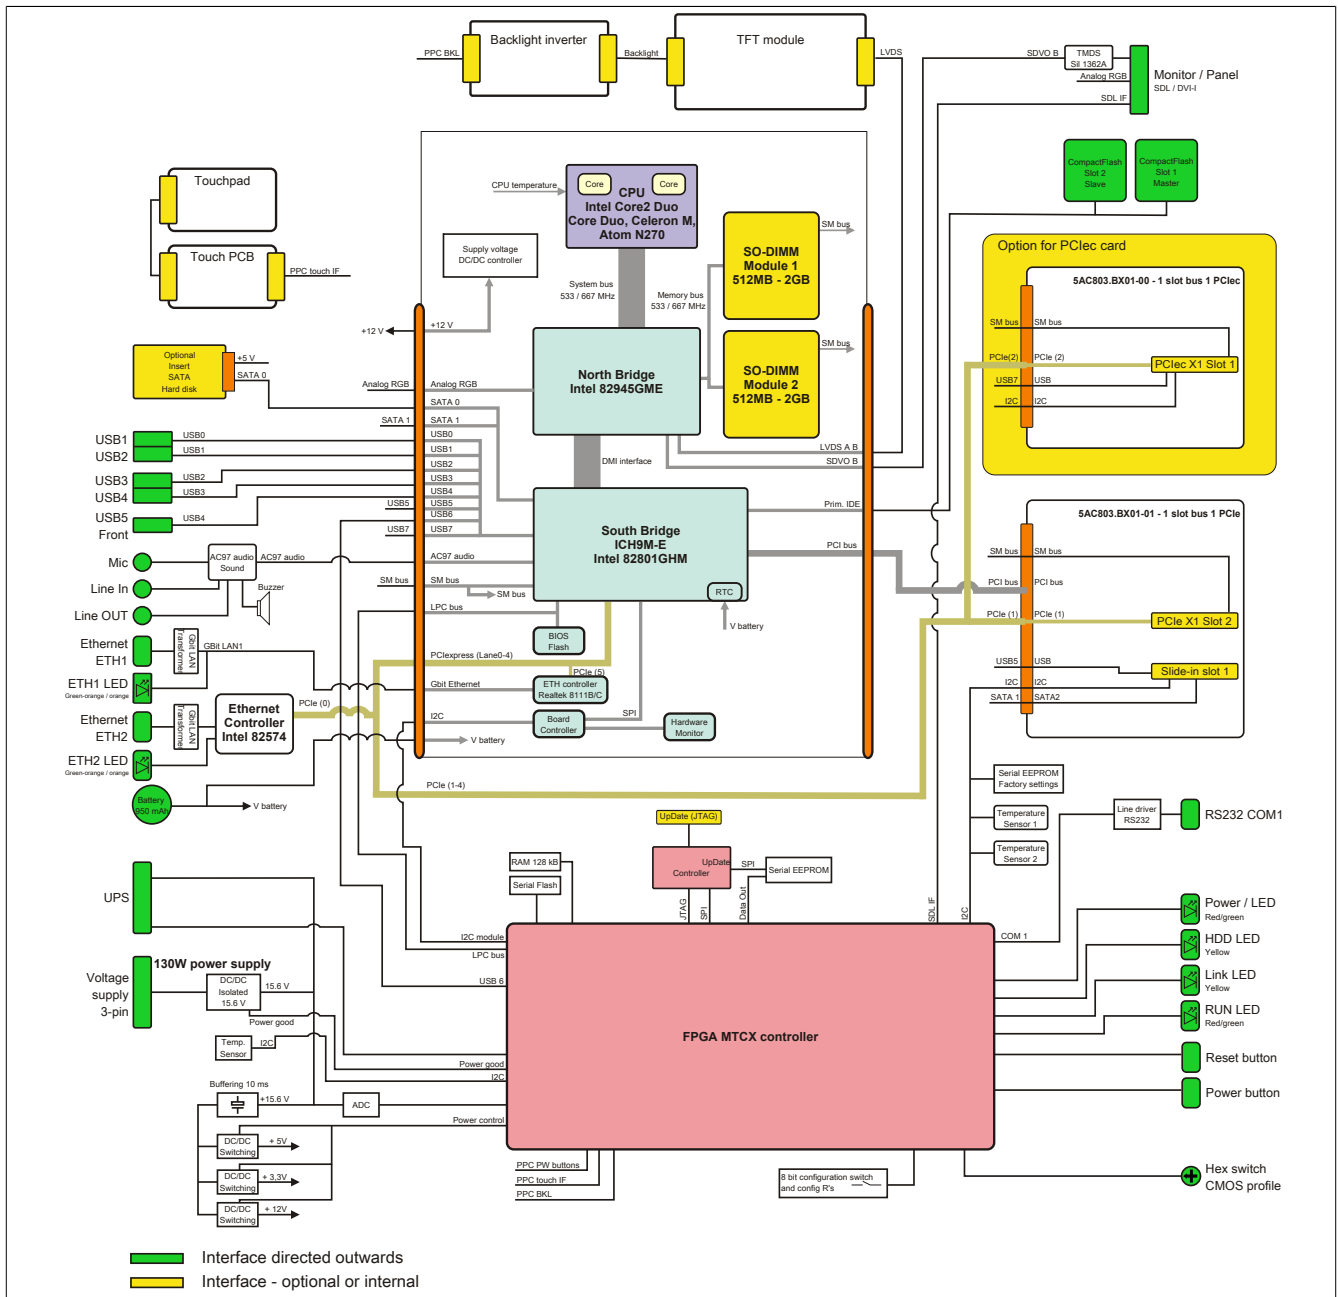 PPC BKL
Backlight inverter
Backlight
TFT module
LVDS
SDVO B
TMDS
Sil 1362A
Analog RGB
SDL IF
Monitor / Panel
SDL / DVI-I
CompactFlash
Slot 2
Slave
CompactFlash
Slot 1
Master
Touchpad
Touch PCB
PPC touch IF
CPU temperature
Core
Core
CPU
Intel Core2 Duo
Core Duo, Celeron M,
Atom N270
Supply voltage
DC/DC controller
System bus
533 / 667 MHz
Memory bus
533 / 667 MHz
SO-DIMM
Module 1
512MB - 2GB
SM bus
SO-DIMM
Module 2
512MB - 2GB
SM bus
Option for PCIec card
5AC803.BX01-00 - 1 slot bus 1 PCIec
SM bus
SM bus
PCIe(2)
PCIe (2)
PCIec X1 Slot 1
USB7
USB
I2C
I2C
+12 V
+12 V
Optional
Insert
SATA
Hard disk
+5 V
SATA 0
Analog RGB
Analog RGB
SATA 0
SATA 1
SATA 1
North Bridge
Intel 82945GME
LVDS A B
SDVO B
DMI interface
USB1
USB2
USB0
USB1
USB3
USB4
USB2
USB3
USB5
Front
USB4
USB0
USB1
USB2
USB3
USB4
USB5
USB5
USB6
USB7
USB7
South Bridge
ICH9M-E
Intel 82801GHM
RTC
Prim. IDE
PCI bus
V battery
Mic
Line In
Line OUT
AC97 audio
Sound
AC97 audio
AC97 audio
Buzzer
SM bus
SM bus
SM bus
LPC bus
BIOS
Flash
5AC803.BX01-01 - 1 slot bus 1 PCIe
SM bus
SM bus
PCI bus
PCI bus
PCIe (1)
PCIe (1)
PCIe X1 Slot 2
USB5
USB
Slide-in slot 1
I2C
I2C
SATA 1
SATA2
Ethernet
ETH1
Gbit LAN
Transformer
GBit LAN1
ETH1 LED
Green-orange / orange
PCIexpress (Lane0-4)
PCIe (5)
Gbit Ethernet
ETH controller
Realtek 8111B/C
SPI
Ethernet
ETH2
Gbit LAN
Transformer
Ethernet
Controller
Intel 82574
PCIe (0)
ETH2 LED
Green-orange / orange
I2C
Board
Controller
Hardware
Monitor
V battery
Battery
950 mAh
V battery
PCIe (1-4)
Serial EEPROM
Factory settings
Temperature
Sensor 1
Temperature
Sensor 2
Line driver
RS232
RS232 COM1
UpDate (JTAG)
UpDate
Controller
SPI
Serial EEPROM
RAM 128 kB
Serial Flash
JTAG
SPI
Data Out
SDL IF
I2C
UPS
I2C module
LPC bus
USB 6
COM 1
Power / LED
Red/green
HDD LED
Yellow
Link LED
Yellow
RUN LED
Red/green
Reset button
Power button
Hex switch
CMOS profile
Voltage
supply
3-pin
130W power supply
DC/DC
Isolated
15.6 V
15.6 V
Power good
Temp.
Sensor
I2C
Power good
I2C
FPGA MTCX controller
Buffering 10 ms
+15.6 V
ADC
Power control
DC/DC
Switching
+ 5V
DC/DC
Switching
+ 3,3V
DC/DC
Switching
+ 12V
PPC PW buttons
PPC touch IF
PPC BKL
8 bit configuration switch
and config R's
Interface directed outwards
Interface - optional or internal